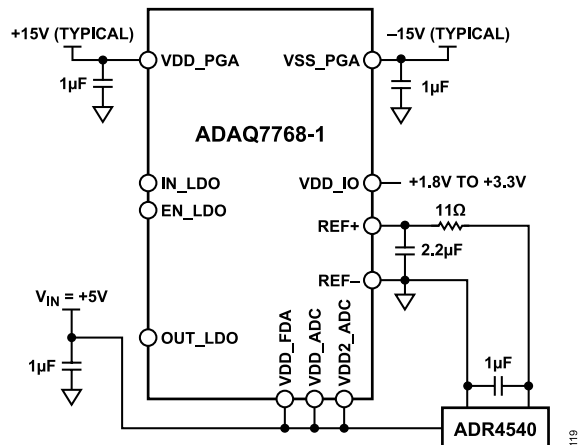 +15V (TYPICAL)
–15V (TYPICAL)
VDD_PGA
VSS_PGA
1µF
1µF
ADAQ7768-1
IN_LDO
VDD_IO
+1.8V TO +3.3V
EN_LDO
REF+
11Ω
2.2µF
REF–
VIN = +5V
OUT_LDO
1µF
VDD_FDA
VDD_ADC
VDD2_ADC
1µF
ADR4540
119